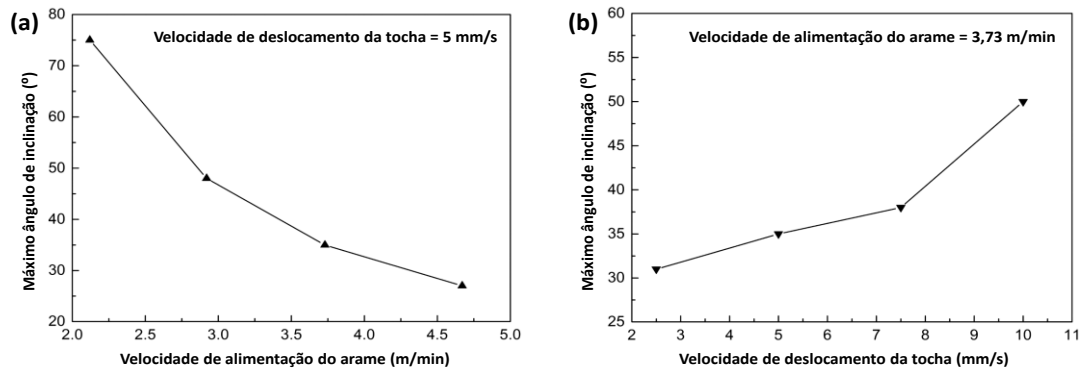 (a)
Velocidade de deslocamento da tocha = 5 mm/s
Máximo ângulo de inclinação (º)
80
70
60
50
40
30
20
2.0 2.5 3.0 3.5 4.0 4.5 5.0
Velocidade de alimentação do arame (m/min)
(b)
Velocidade de alimentação do arame = 3,73 m/min
Máximo ângulo de inclinação (º)
60
55
50
45
40
35
30
25
2 3 4 5 6 7 8 9 10 11
Velocidade de deslocamento da tocha (mm/s)